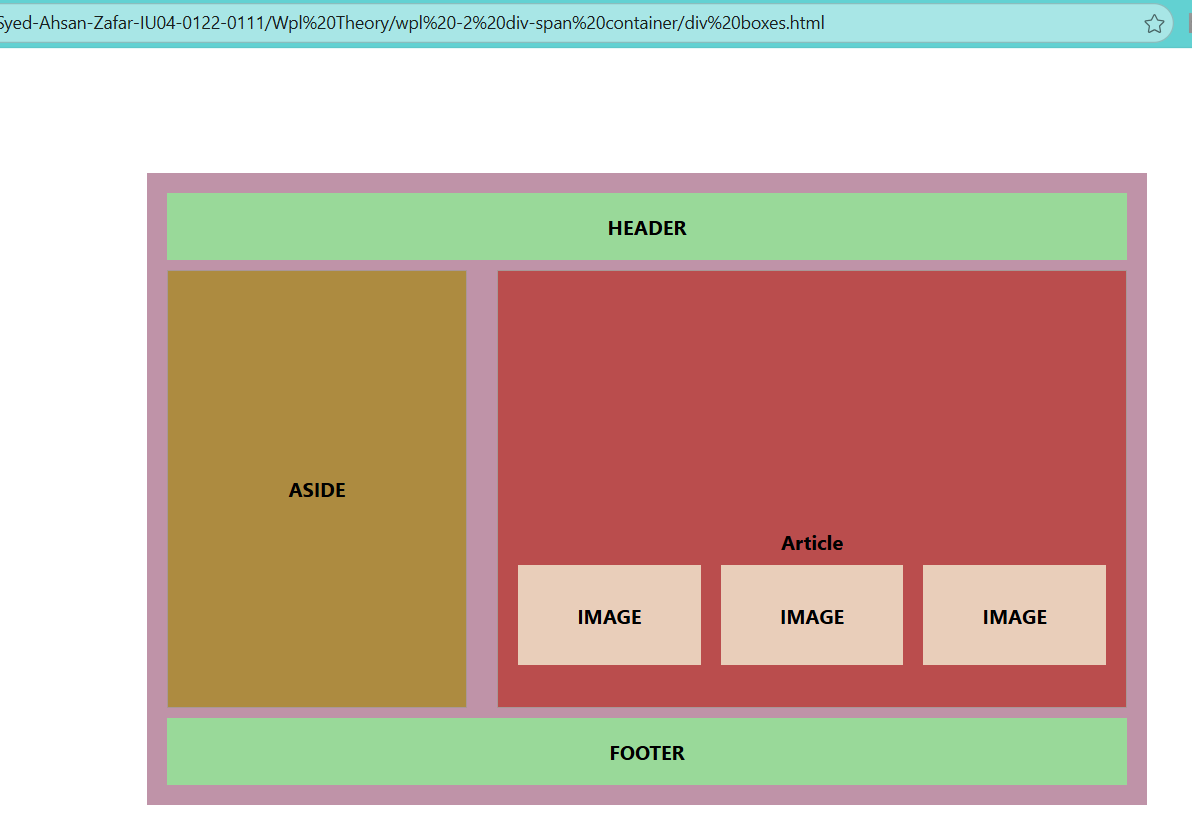 Syed-Ahsan-Zafar-IU04-0122-0111/Wpl%20Theory/wpl%20-2%20div-span%20container/div%20boxes.html
HEADER
ASIDE
Article
IMAGE IMAGE IMAGE
FOOTER